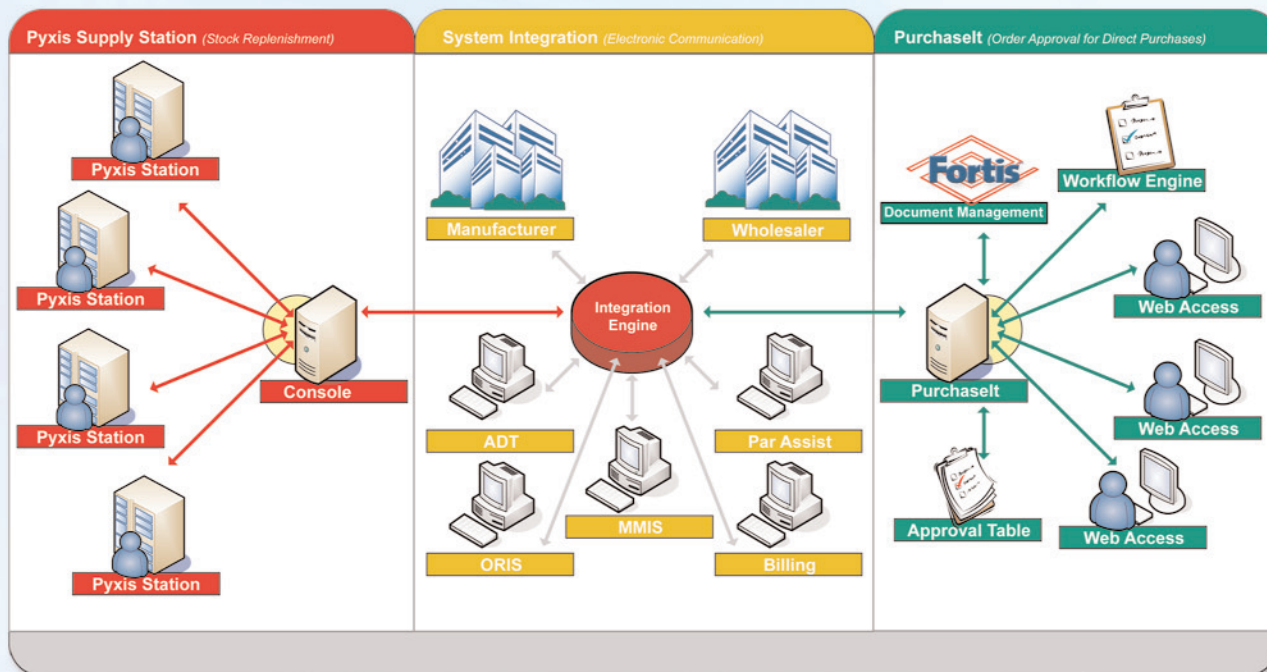 Pyxis Supply Station (Stock Replenishment)
System Integration (Electronic Communication)
PurchaseIt (Order Approval for Direct Purchases)
Pyxis Station
Pyxis Station
Pyxis Station
Pyxis Station
Console
Manufacturer
Wholesaler
Integration
Engine
ADT
Par Assist
MMIS
ORIS
Billing
Fortis
Document Management
Workflow Engine
Web Access
PurchaseIt
Web Access
Approval Table
Web Access